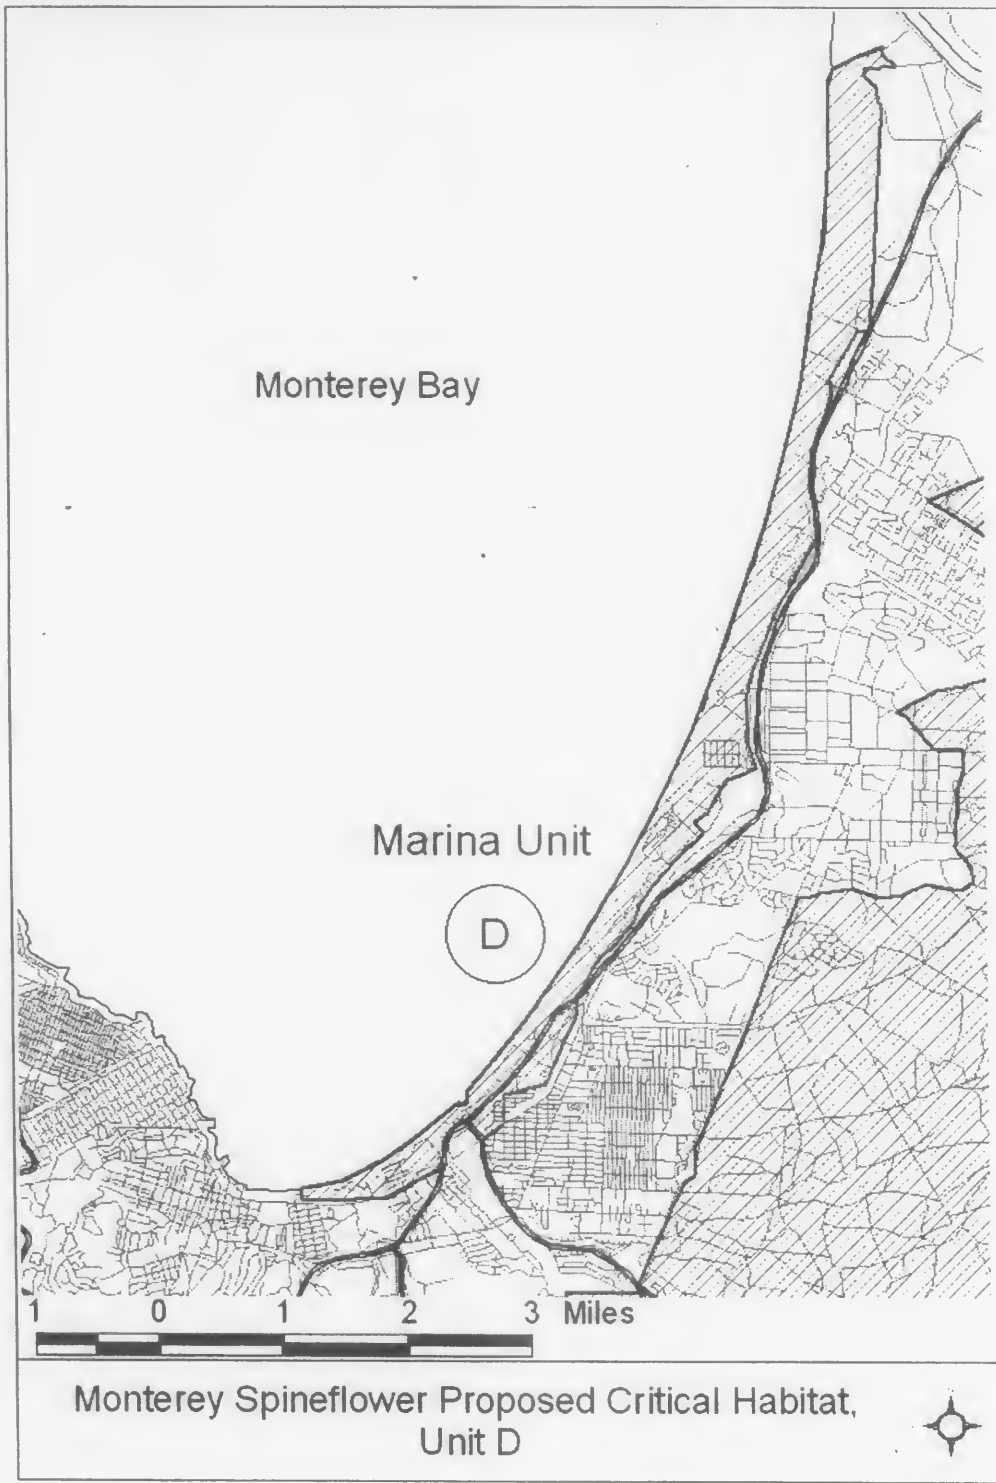 Monterey Bay
Marina Unit
D
1 0 1 2 3 Miles
Monterey Spineflower Proposed Critical Habitat,
Unit D